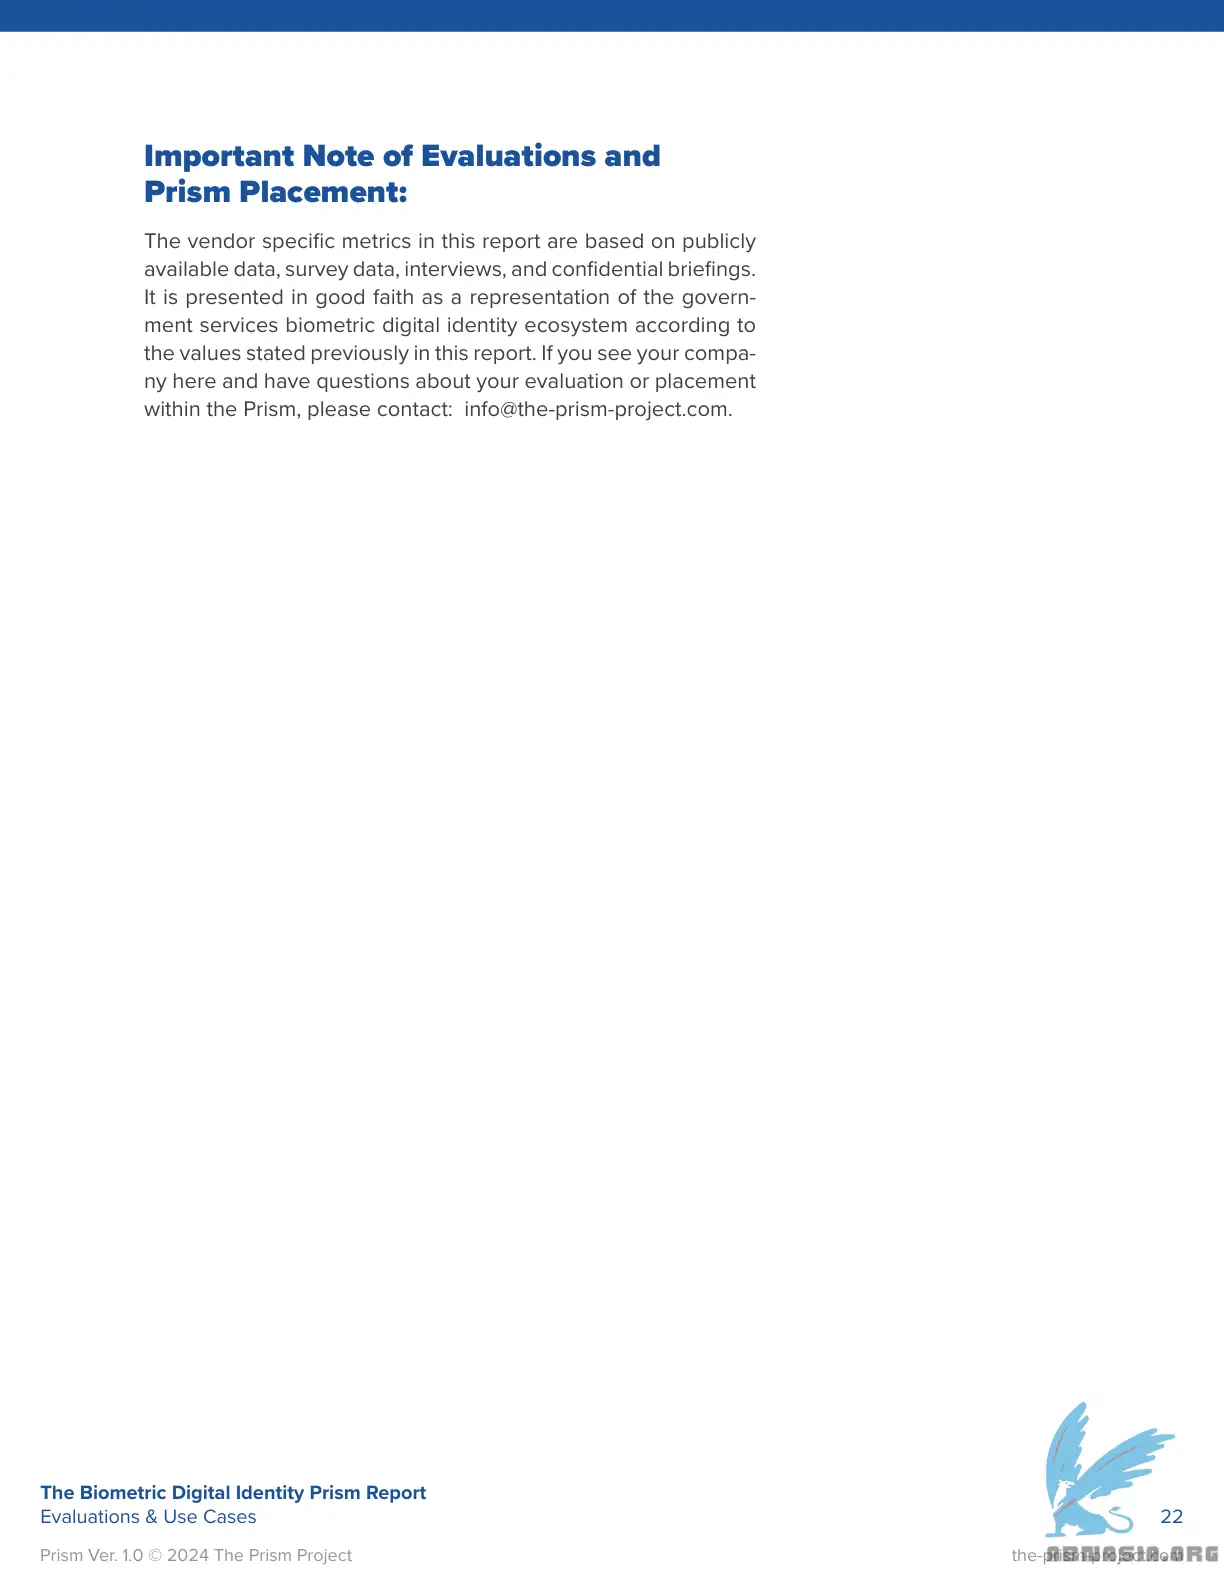 Important Note of Evaluations and
Prism Placement:
The vendor specific metrics in this report are based on publicly
available data, survey data, interviews, and confidential briefings.
It is presented in good faith as a representation of the govern-
ment services biometric digital identity ecosystem according to
the values stated previously in this report. If you see your compa-
ny here and have questions about your evaluation or placement
within the Prism, please contact:  info@the-prism-project.com.
The Biometric Digital Identity Prism Report
Evaluations & Use Cases
22
Prism Ver. 1.0 © 2024 The Prism Project
the-prism-project.com